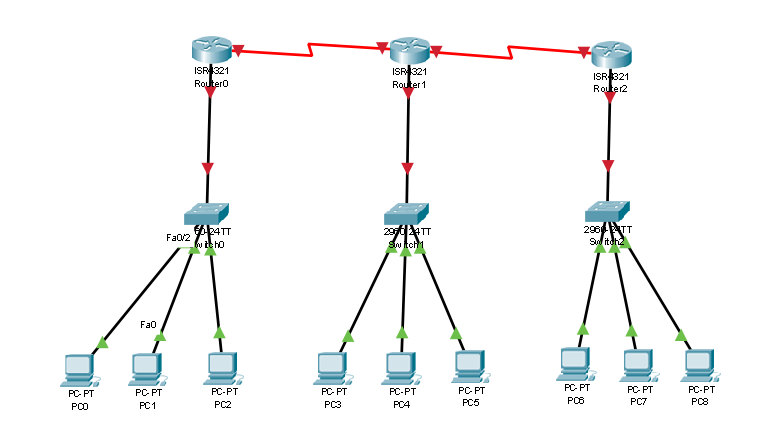 ISR4321
Router0
ISR4321
Router1
ISR4321
Router2
60-24TT
witch0
2960-24TT
Switch1
2960-24TT
Switch2
Fa0/2
Fa0
PC-PT
PC0
PC-PT
PC1
PC-PT
PC2
PC-PT
PC3
PC-PT
PC4
PC-PT
PC5
PC-PT
PC6
PC-PT
PC7
PC-PT
PC8